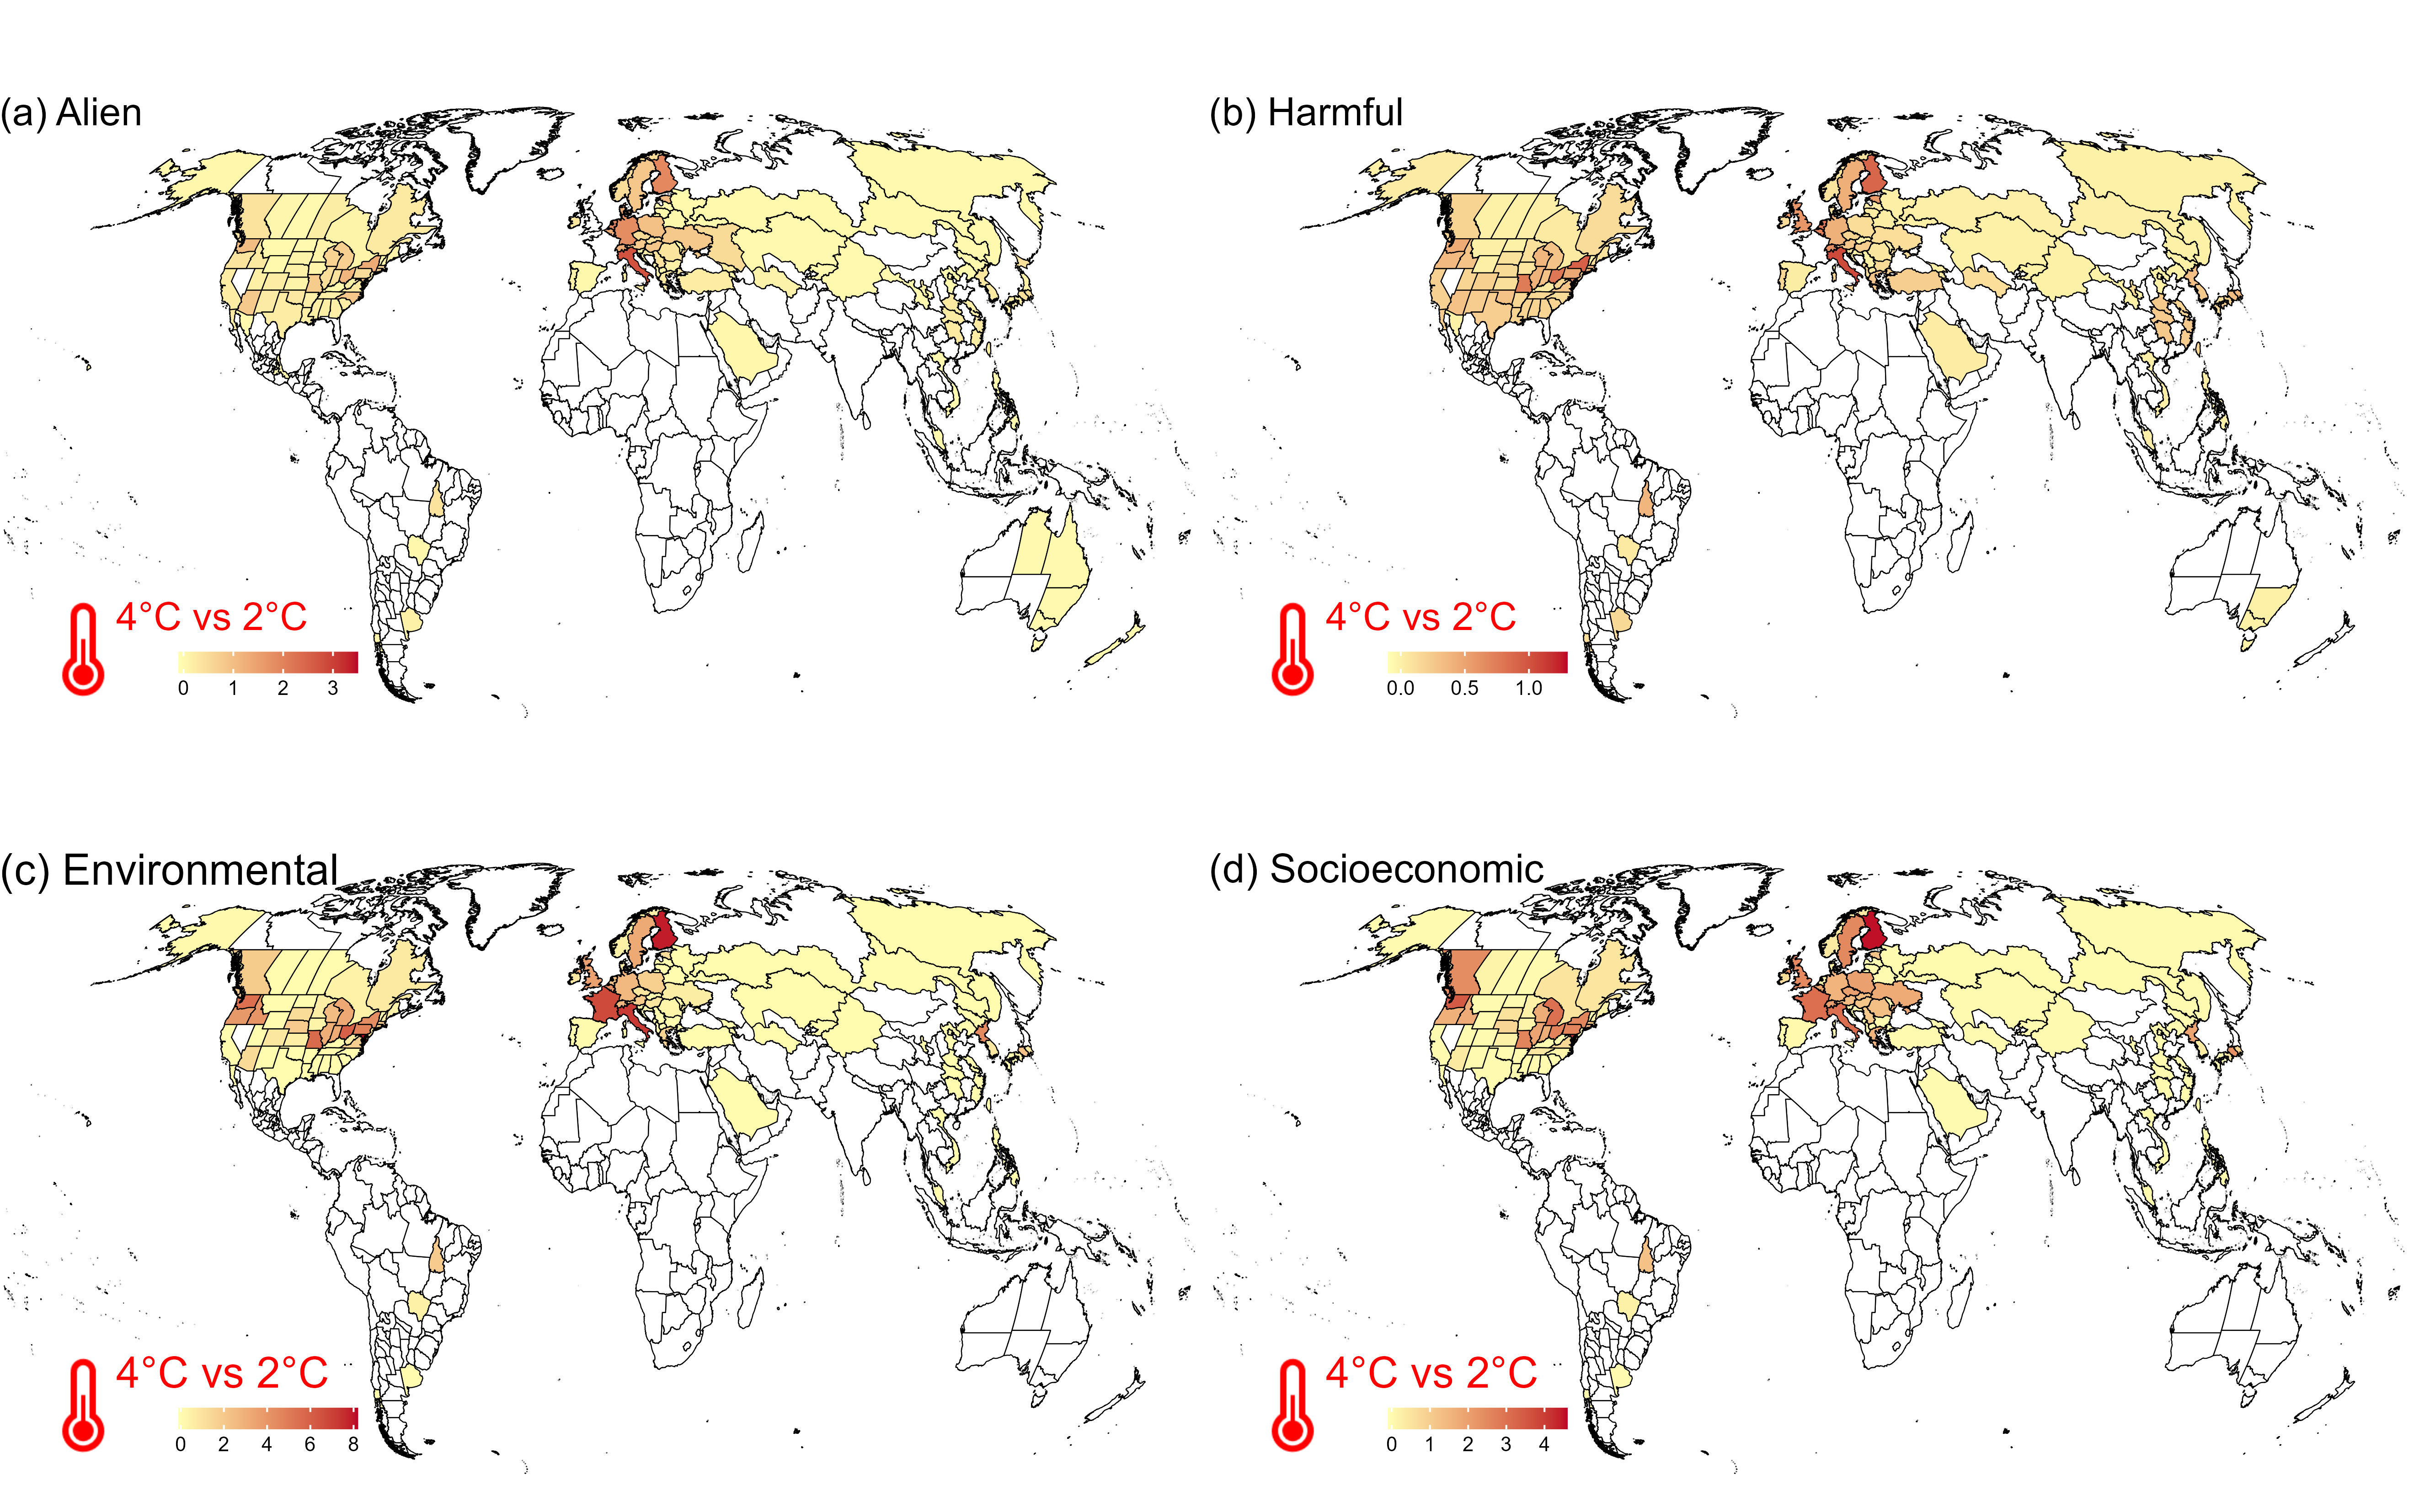 (a) Alien
(b) Harmful
4°C vs 2°C
0 1 2 3
4°C vs 2°C
0.0 0.5 1.0
(c) Environmental
(d) Socioeconomic
4°C vs 2°C
0 2 4 6 8
4°C vs 2°C
0 1 2 3 4